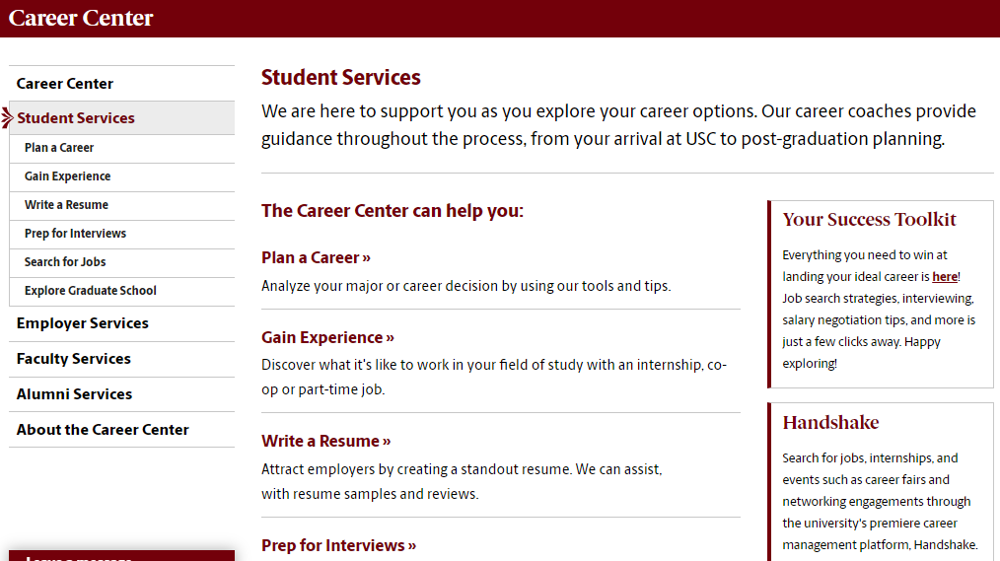 Career Center
Career Center
Student Services
Plan a Career
Gain Experience
Write a Resume
Prep for Interviews
Search for Jobs
Explore Graduate School
Employer Services
Faculty Services
Alumni Services
About the Career Center
Student Services
We are here to support you as you explore your career options. Our career coaches provide
guidance throughout the process, from your arrival at USC to post-graduation planning.
The Career Center can help you:
Plan a Career »
Analyze your major or career decision by using our tools and tips.
Gain Experience »
Discover what it's like to work in your field of study with an internship, co-
op or part-time job.
Write a Resume »
Attract employers by creating a standout resume. We can assist,
with resume samples and reviews.
Prep for Interviews »
Your Success Toolkit
Everything you need to win at
landing your ideal career is here!
Job search strategies, interviewing,
salary negotiation tips, and more is
just a few clicks away. Happy
exploring!
Handshake
Search for jobs, internships, and
events such as career fairs and
networking engagements through
the university's premiere career
management platform, Handshake.
Leave a message